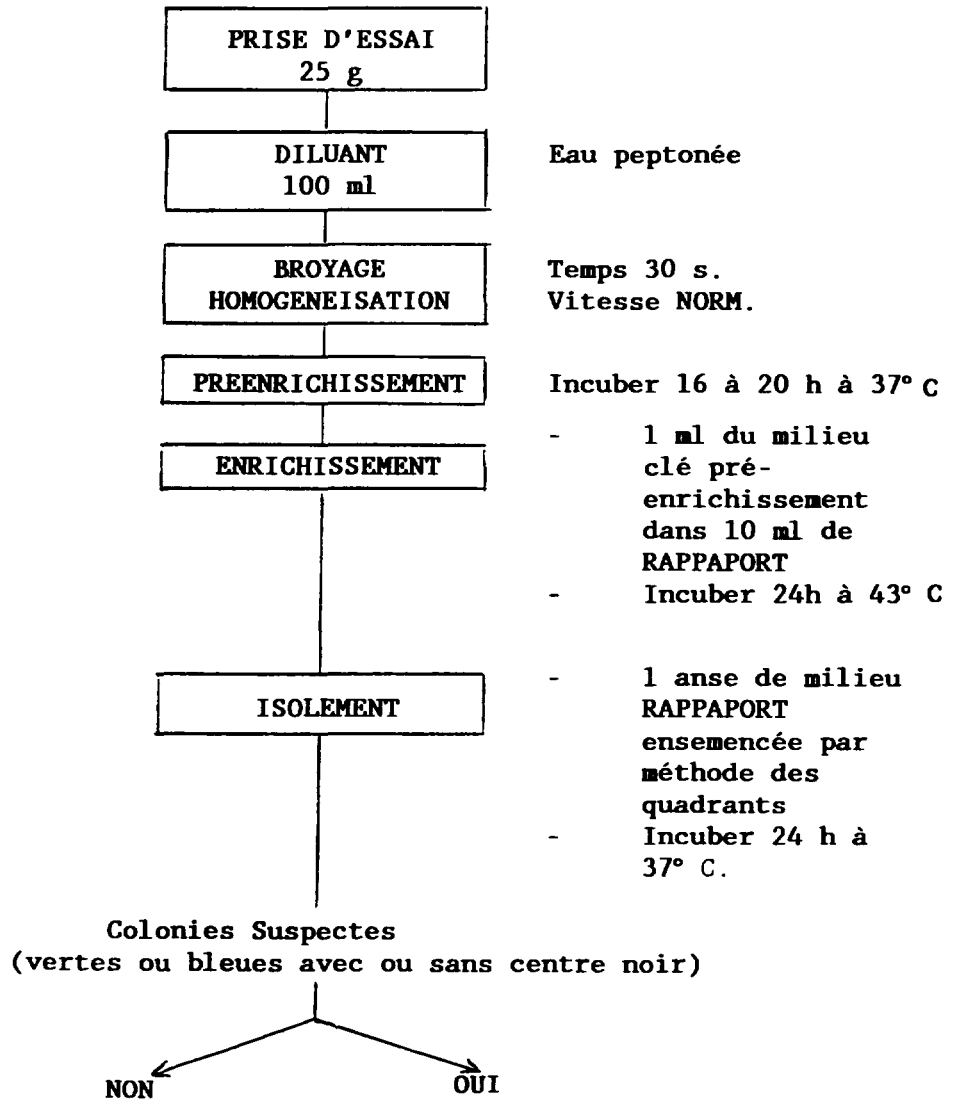 PRISE D'ESSAI
25 g
DILUANT
100 ml
Eau peptonée
BROYAGE
HOMOGENEISATION
Temps 30 s.
Vitesse NORM.
PREENRICHISSEMENT
Incuber 16 à 20 h à 37° C
ENRICHISSEMENT
- 1 ml du milieu
clé pré-
enrichissement
dans 10 ml de
RAPPAPORT
- Incuber 24h à 43° C
ISOLEMENT
- 1 anse de milieu
RAPPAPORT
ensemencée par
méthode des
quadrants
- Incuber 24 h à
37° C.
Colonies Suspectes
(vertes ou bleues avec ou sans centre noir)
NON
OUI